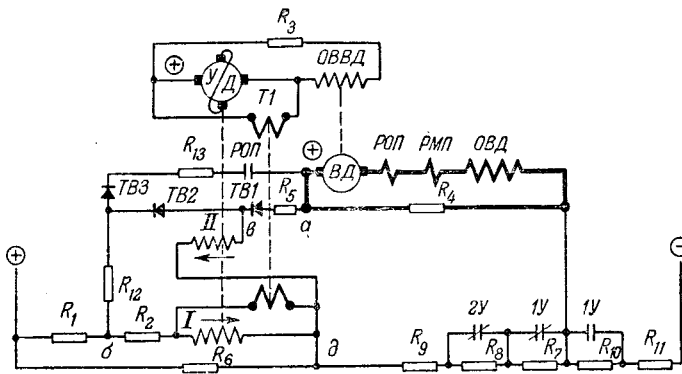 R3
+
У
Д
ОВВД
Т1
R13
РОП
+
ВД
РОП
РМП
ОВД
ТВ3
ТВ2
ТВ1
R5
R4
II
в
а
+
−
R12
R1
R2
I
2У
1У
1У
б
R6
д
R9
R8
R7
R10
R11